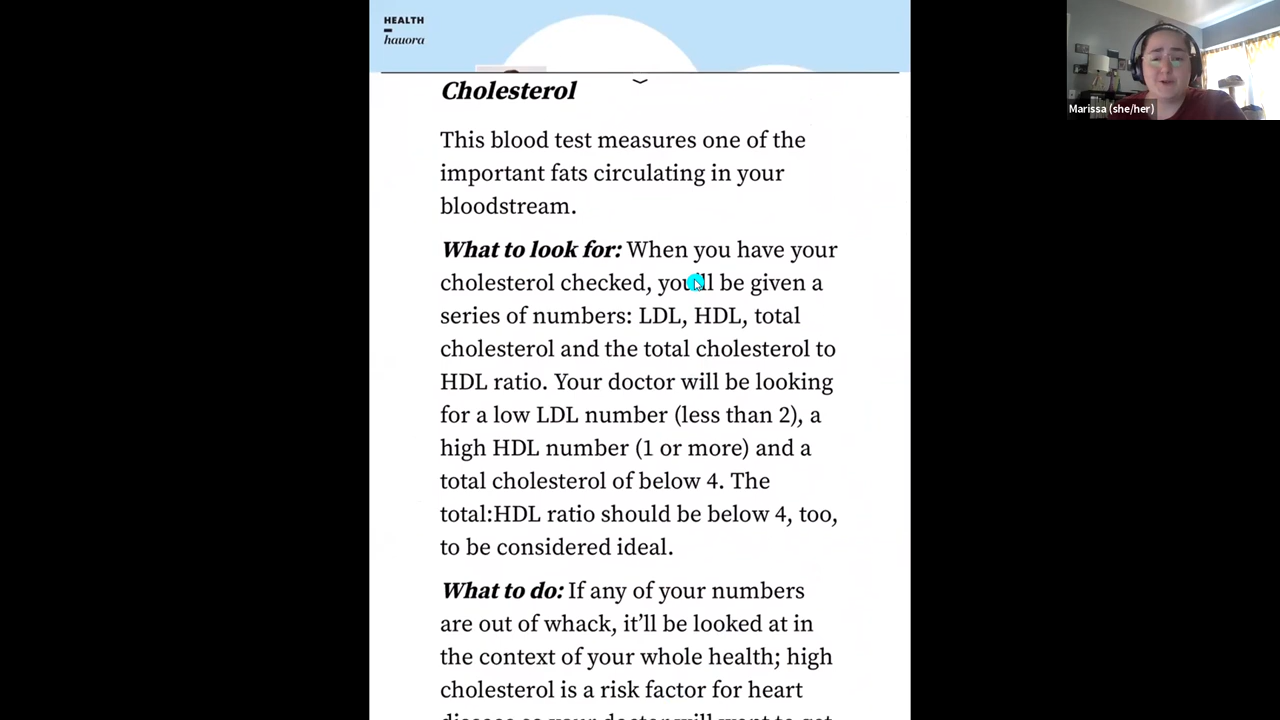 HEALTH
hauora
Marissa (she/her)
Cholesterol
This blood test measures one of the
important fats circulating in your
bloodstream.
What to look for: When you have your
cholesterol checked, you'll be given a
series of numbers: LDL, HDL, total
cholesterol and the total cholesterol to
HDL ratio. Your doctor will be looking
for a low LDL number (less than 2), a
high HDL number (1 or more) and a
total cholesterol of below 4. The
total:HDL ratio should be below 4, too,
to be considered ideal.
What to do: If any of your numbers
are out of whack, it’ll be looked at in
the context of your whole health; high
cholesterol is a risk factor for heart